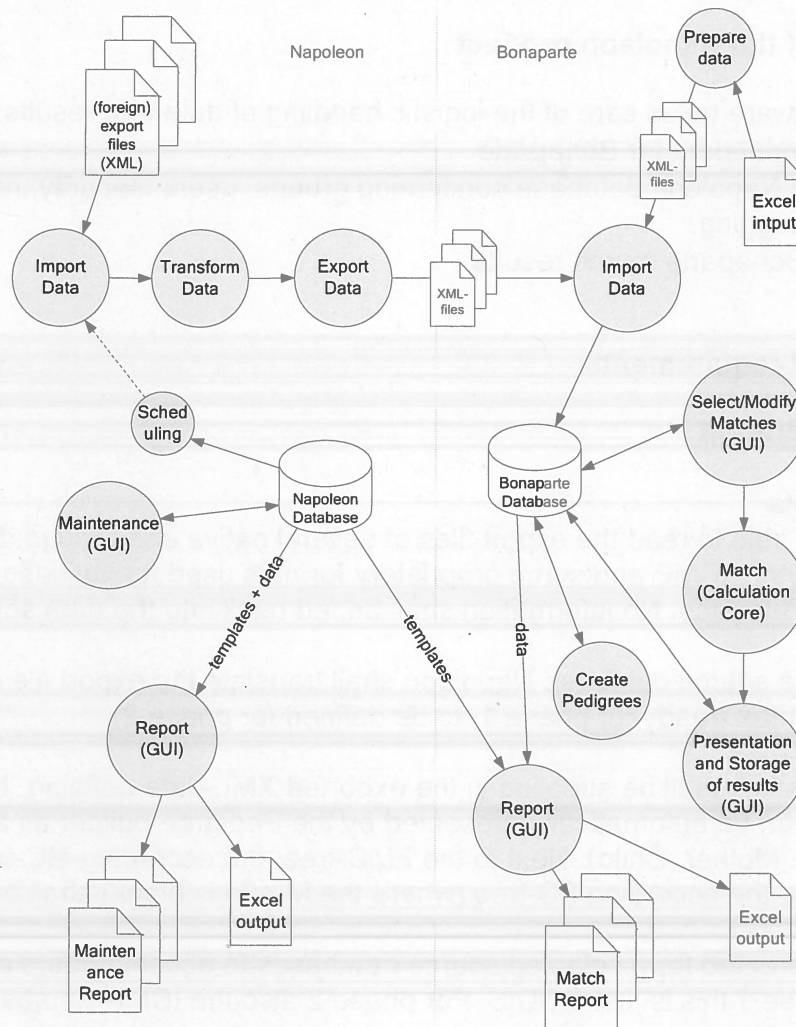 Napoleon
Bonaparte
Prepare
data
(foreign)
export
files
(XML)
XML-
files
Excel
intput
Import
Data
Transform
Data
Export
Data
XML-
files
Import
Data
Sched
uling
Select/Modify
Matches
(GUI)
Napoleon
Database
Bonaparte
Database
Maintenance
(GUI)
Match
(Calculation
Core)
templates + data
templates
data
Create
Pedigrees
Report
(GUI)
Presentation
and Storage
of results
(GUI)
Report
(GUI)
Excel
output
Excel
output
Mainten
ance
Report
Match
Report